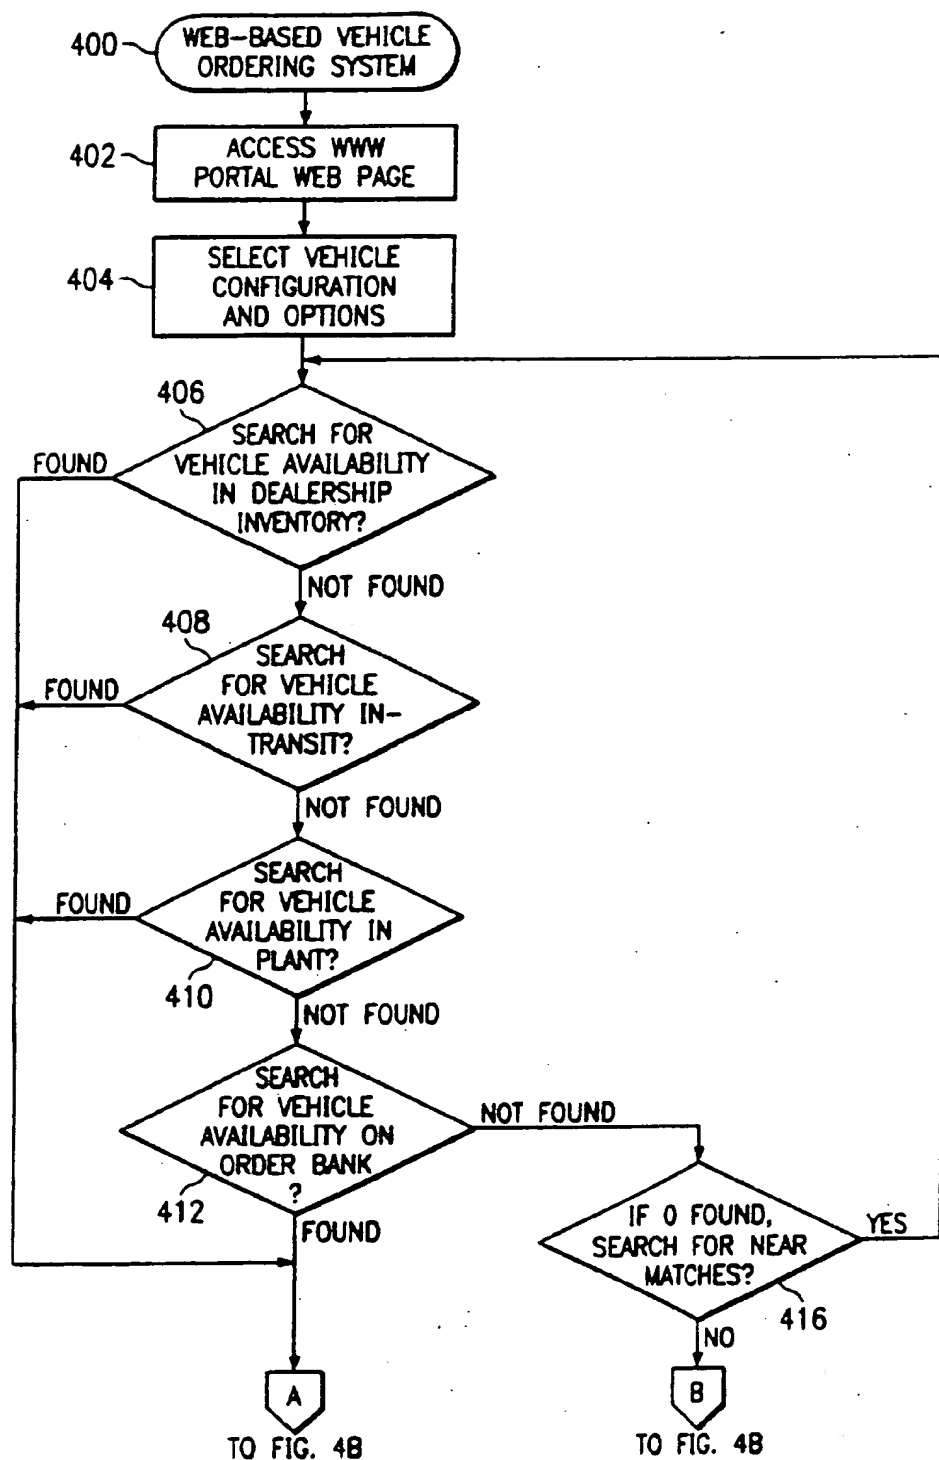 400
WEB-BASED VEHICLE
ORDERING SYSTEM
402
ACCESS WWW
PORTAL WEB PAGE
404
SELECT VEHICLE
CONFIGURATION
AND OPTIONS
406
SEARCH FOR
VEHICLE AVAILABILITY
IN DEALERSHIP
INVENTORY?
FOUND
NOT FOUND
408
SEARCH
FOR VEHICLE
AVAILABILITY IN-
TRANSIT?
FOUND
NOT FOUND
SEARCH
FOR VEHICLE
AVAILABILITY IN
PLANT?
FOUND
410
NOT FOUND
SEARCH
FOR VEHICLE
AVAILABILITY ON
ORDER BANK
?
412
NOT FOUND
FOUND
IF 0 FOUND,
SEARCH FOR NEAR
MATCHES?
YES
416
NO
A
TO FIG. 4B
B
TO FIG. 4B